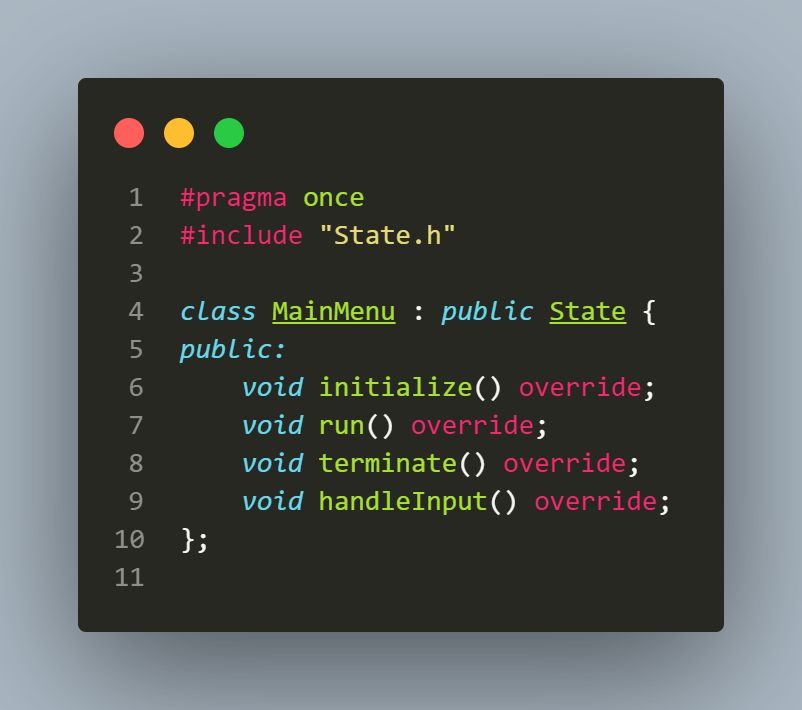 1 #pragma once
2 #include "State.h"
3
4 class MainMenu : public State {
5 public:
6     void initialize() override;
7     void run() override;
8     void terminate() override;
9     void handleInput() override;
10 };
11